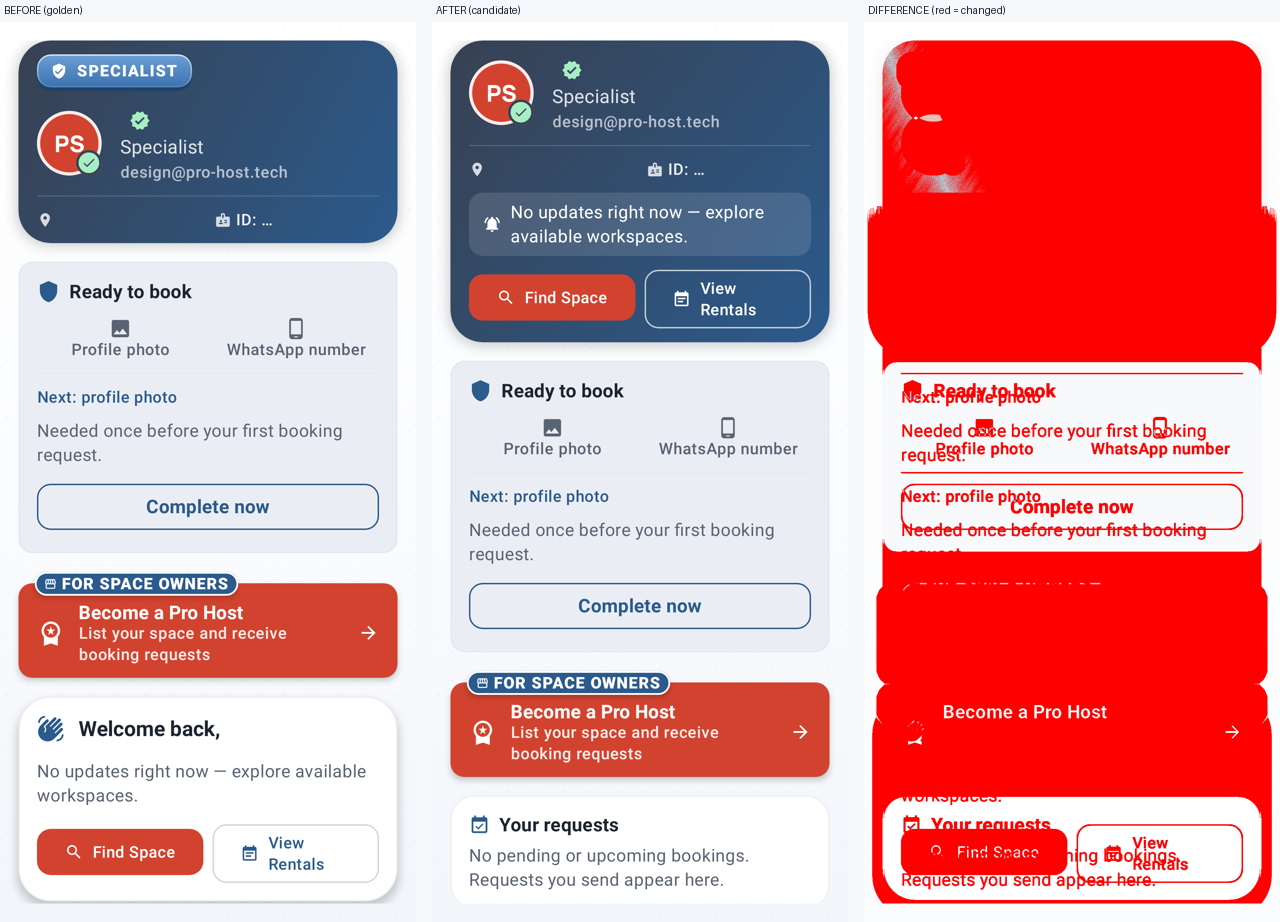 BEFORE (golden)
SPECIALIST
PS
Specialist
design@pro-host.tech
ID: ...
Ready to book
Profile photo
WhatsApp number
Next: profile photo
Needed once before your first booking
request.
Complete now
FOR SPACE OWNERS
Become a Pro Host
List your space and receive
booking requests
Welcome back,
No updates right now — explore available
workspaces.
Find Space
View
Rentals
AFTER (candidate)
PS
Specialist
design@pro-host.tech
ID: ...
No updates right now — explore
available workspaces.
Find Space
View
Rentals
Ready to book
Profile photo
WhatsApp number
Next: profile photo
Needed once before your first booking
request.
Complete now
FOR SPACE OWNERS
Become a Pro Host
List your space and receive
booking requests
Your requests
No pending or upcoming bookings.
Requests you send appear here.
DIFFERENCE (red = changed)
Ready to book
Next: profile photo
Needed once before your first booking
request.
Profile photo
WhatsApp number
Next: profile photo
Complete now
Needed once before your first booking
request.
Become a Pro Host
workspaces.
Your requests
Find Space
View
Rentals
bookings.
Requests you send appear here.